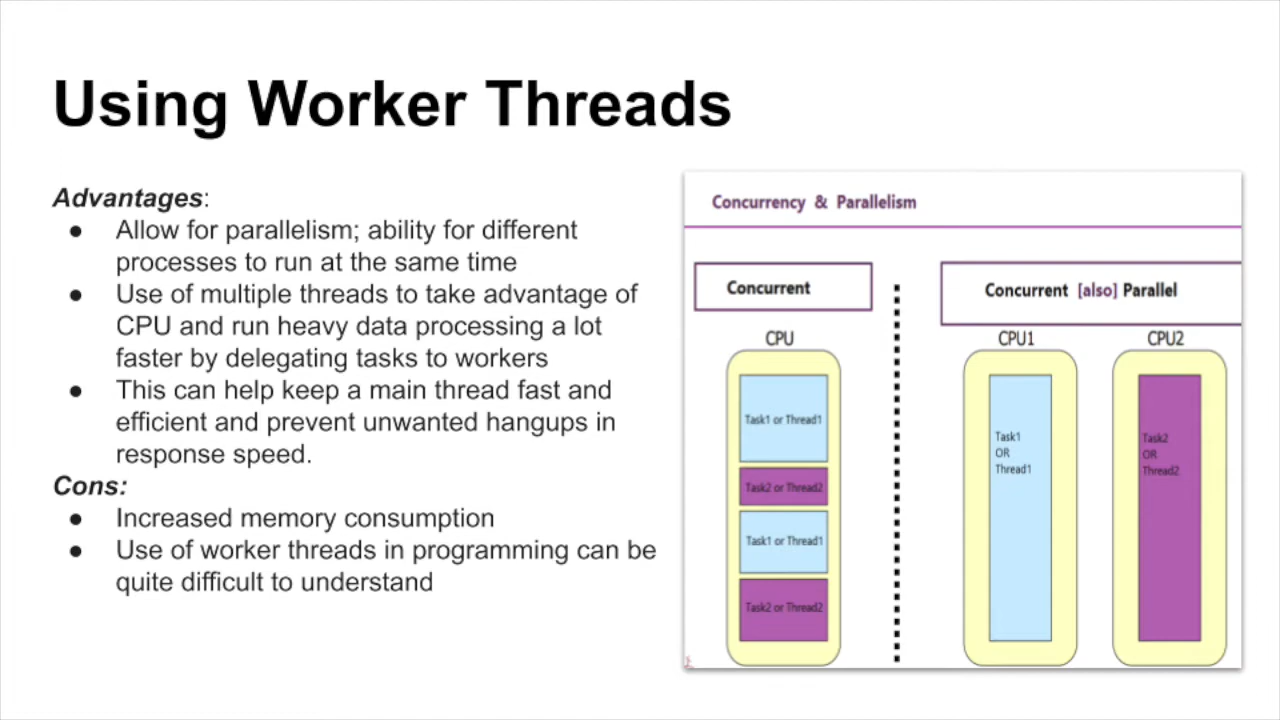 Using Worker Threads
Advantages:
● Allow for parallelism; ability for different
processes to run at the same time
● Use of multiple threads to take advantage of
CPU and run heavy data processing a lot
faster by delegating tasks to workers
● This can help keep a main thread fast and
efficient and prevent unwanted hangups in
response speed.
Cons:
● Increased memory consumption
● Use of worker threads in programming can be
quite difficult to understand
Concurrency & Parallelism
Concurrent
CPU
Task1 or Thread1
Task2 or Thread2
Task1 or Thread1
Task2 or Thread2
Concurrent [also] Parallel
CPU1
Task1
OR
Thread1
CPU2
Task2
OR
Thread2